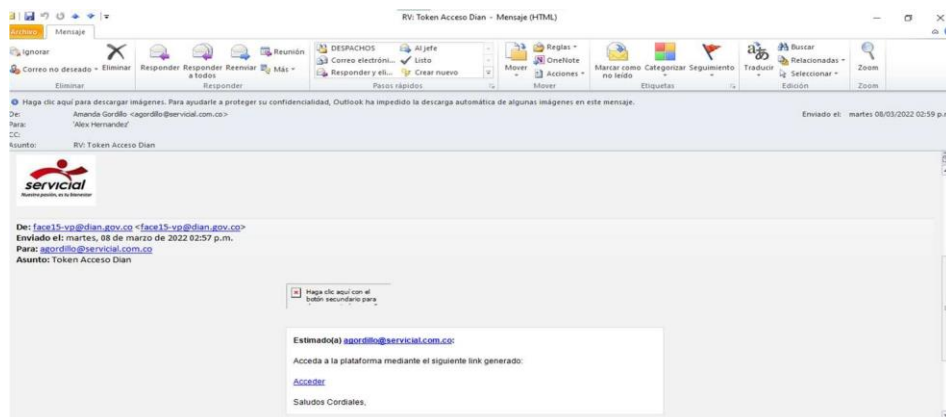 RV: Token Acceso Dian - Mensaje (HTML)
Archivo Mensaje
Ignorar
Correo no deseado Eliminar
Eliminar
Responder Responder a todos Reenviar
Reunión
Más
Responder
DESPACHOS Al jefe
Correo electróni... Listo
Responder y eli... Crear nuevo
Pasos rápidos
Mover
Reglas
OneNote
Acciones
Mover
Marcar como no leído Categorizar Seguimiento
Etiquetas
Traducir
Buscar
Relacionadas
Seleccionar
Edición
Zoom
Zoom
Haga clic aquí para descargar imágenes. Para ayudarle a proteger su confidencialidad, Outlook ha impedido la descarga automática de algunas imágenes en este mensaje.
De: Amanda Gordillo <agordillo@servicial.com.co> Enviado el: martes 08/03/2022 02:59 p.
Para: 'Alex Hernandez'
CC:
Asunto: RV: Token Acceso Dian
servicial
Nuestra pasión, es tu bienestar
De: face15-vp@dian.gov.co <face15-vp@dian.gov.co>
Enviado el: martes, 08 de marzo de 2022 02:57 p.m.
Para: agordillo@servicial.com.co
Asunto: Token Acceso Dian
Haga clic aquí con el
botón secundario para
Estimado(a) agordillo@servicial.com.co:
Acceda a la plataforma mediante el siguiente link generado:
Acceder
Saludos Cordiales,